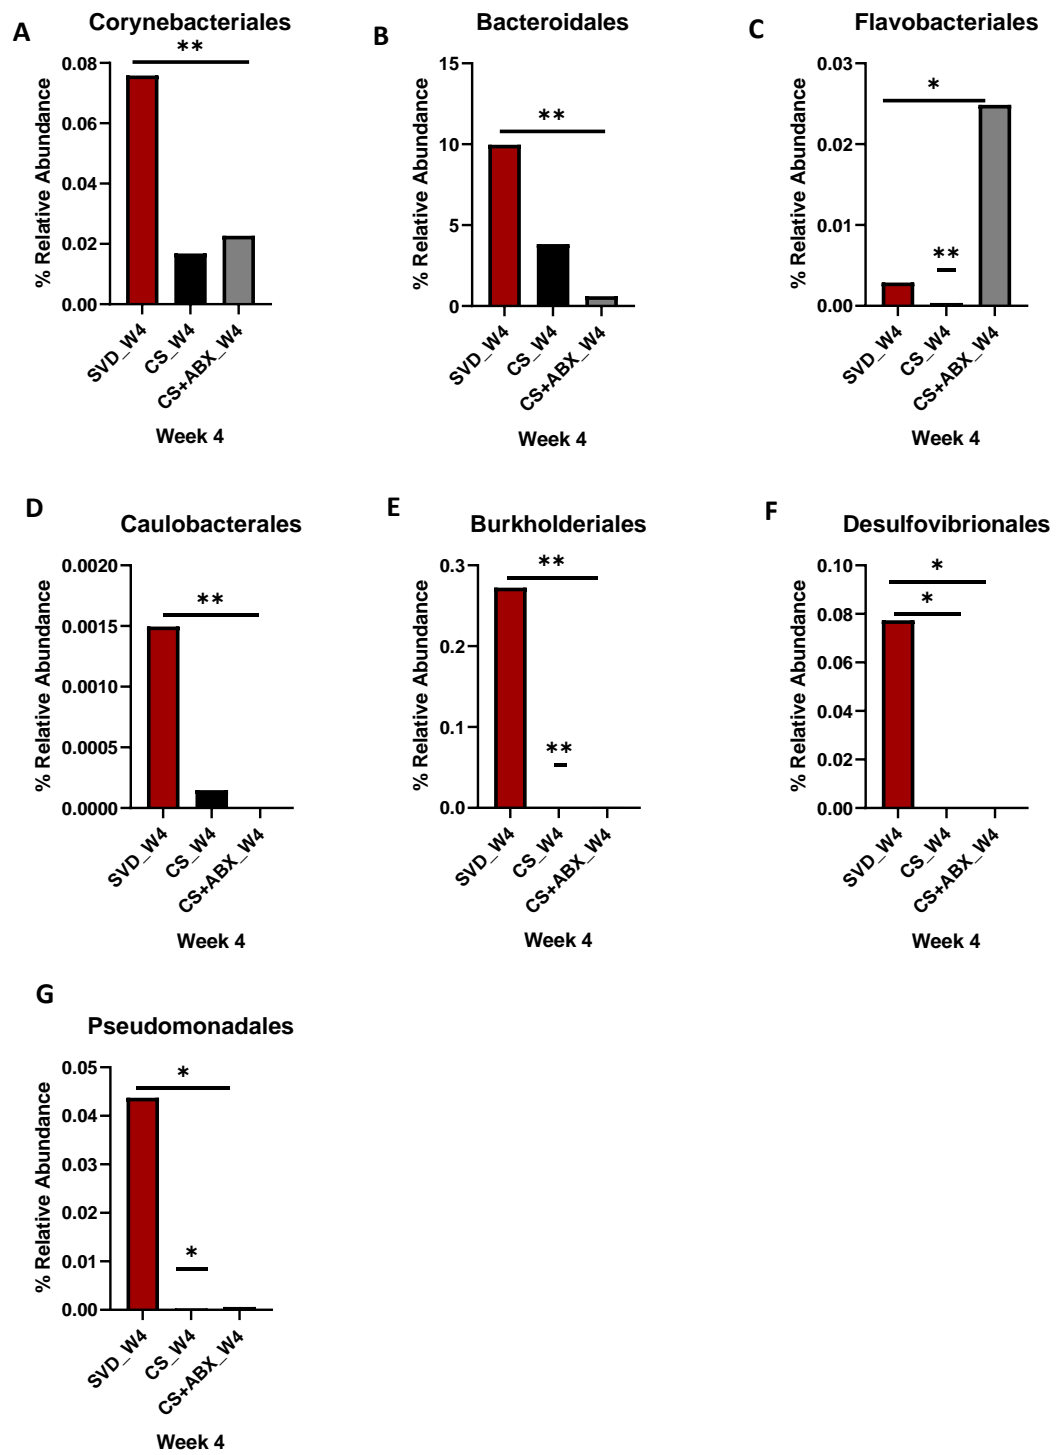 A
Corynebacteriales
**
% Relative Abundance
0.08
0.06
0.04
0.02
0.00
SVD_W4
CS_W4
CS+ABX_W4
Week 4
B
Bacteroidales
**
% Relative Abundance
15
10
5
0
SVD_W4
CS_W4
CS+ABX_W4
Week 4
C
Flavobacteriales
*
**
% Relative Abundance
0.03
0.02
0.01
0.00
SVD_W4
CS_W4
CS+ABX_W4
Week 4
D
Caulobacterales
**
% Relative Abundance
0.0020
0.0015
0.0010
0.0005
0.0000
SVD_W4
CS_W4
CS+ABX_W4
Week 4
E
Burkholderiales
**
**
% Relative Abundance
0.3
0.2
0.1
0.0
SVD_W4
CS_W4
CS+ABX_W4
Week 4
F
Desulfovibrionales
*
*
% Relative Abundance
0.10
0.08
0.06
0.04
0.02
0.00
SVD_W4
CS_W4
CS+ABX_W4
Week 4
G
Pseudomonadales
*
*
% Relative Abundance
0.05
0.04
0.03
0.02
0.01
0.00
SVD_W4
CS_W4
CS+ABX_W4
Week 4